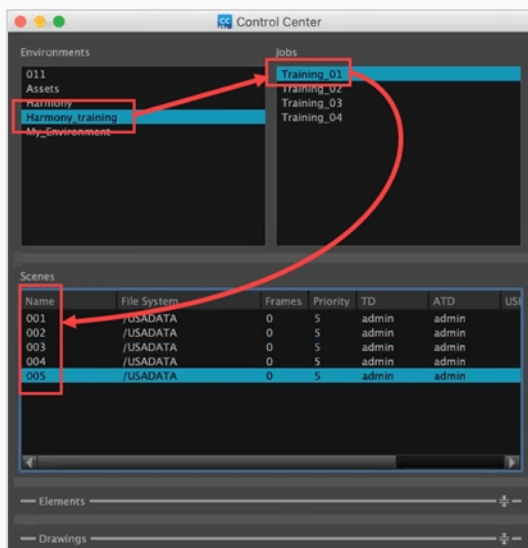 Control Center
Environments
011
Assets
Harmony
Harmony_training
My_Environment
Jobs
Training_01
Training_02
Training_03
Training_04
Scenes
Name File System Frames Priority TD ATD
001 /USADATA 0 5 admin admin
002 /USADATA 0 5 admin admin
003 /USADATA 0 5 admin admin
004 /USADATA 0 5 admin admin
005 /USADATA 0 5 admin admin
Elements
Drawings